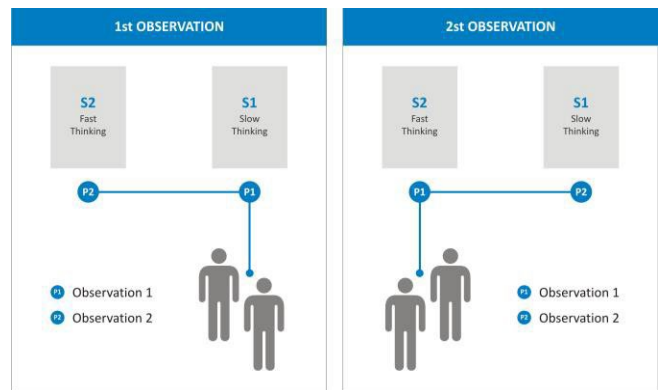 1st OBSERVATION
S2
Fast
Thinking
S1
Slow
Thinking
P2
P1
P1 Observation 1
P2 Observation 2
2nd OBSERVATION
S2
Fast
Thinking
S1
Slow
Thinking
P1
P2
P1 Observation 1
P2 Observation 2